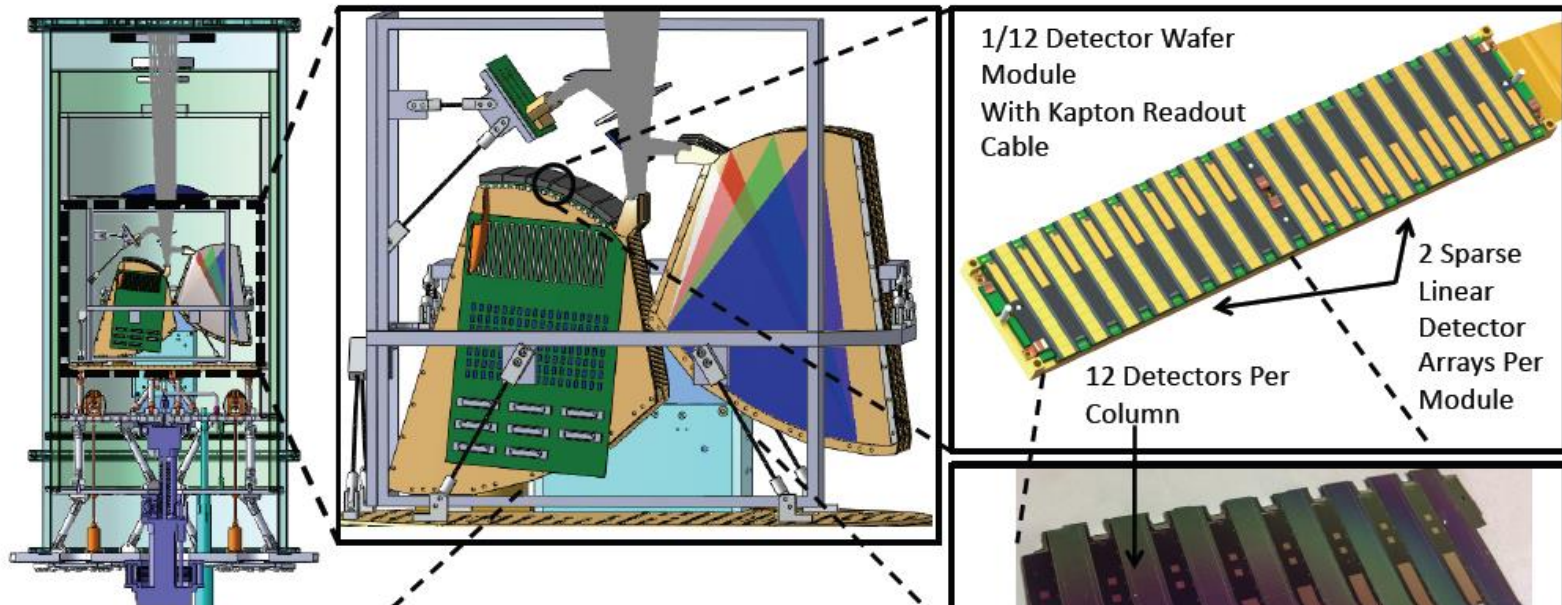 1/12 Detector Wafer
Module
With Kapton Readout
Cable
2 Sparse
Linear
Detector
Arrays Per
Module
12 Detectors Per
Column